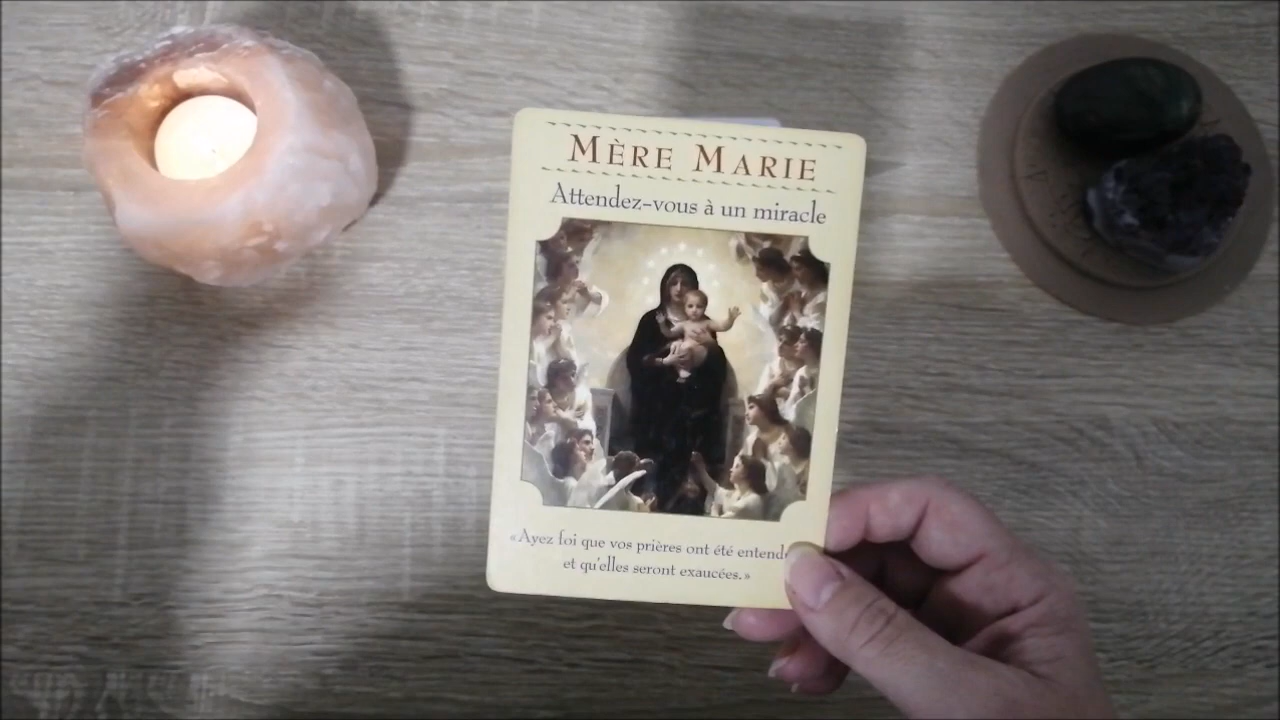 MÈRE MARIE
Attendez-vous à un miracle
«Ayez foi que vos prières ont été
et qu'elles seront exaucées.»